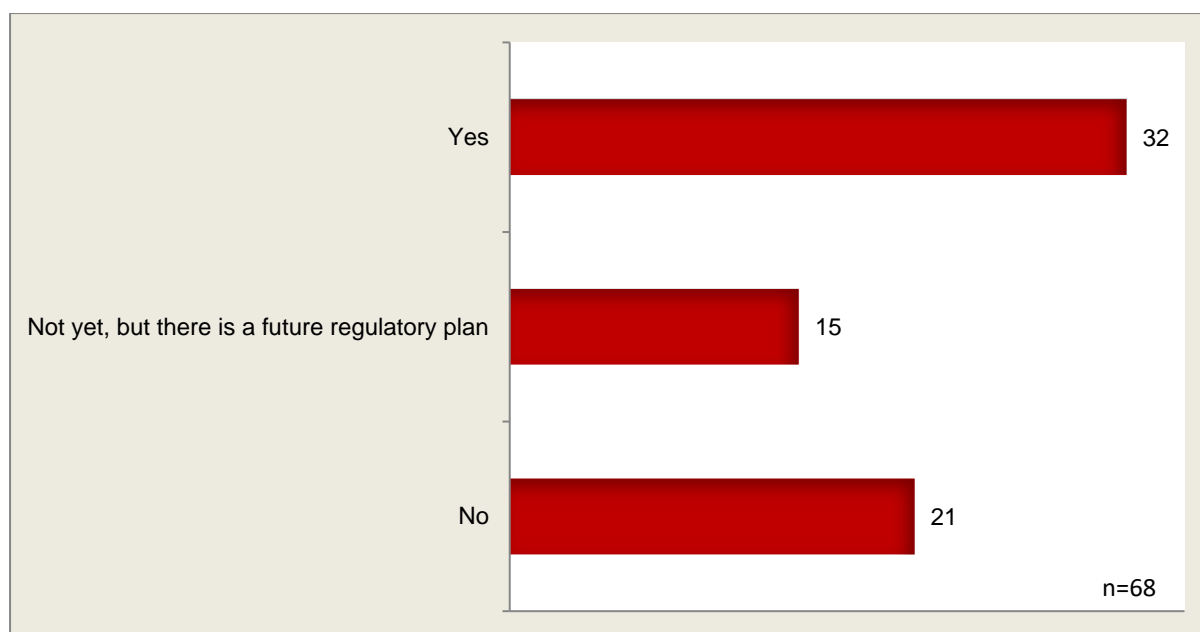 Yes
32
Not yet, but there is a future regulatory plan
15
No
21
n=68